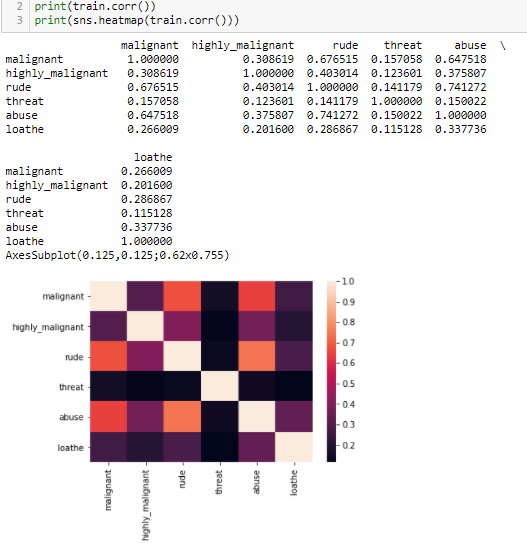 2 print(train.corr())
3 print(sns.heatmap(train.corr()))
malignant highly_malignant rude threat abuse \
malignant 1.000000 0.308619 0.676515 0.157058 0.647518
highly_malignant 0.308619 1.000000 0.403014 0.123601 0.375807
rude 0.676515 0.403014 1.000000 0.141179 0.741272
threat 0.157058 0.123601 0.141179 1.000000 0.150022
abuse 0.647518 0.375807 0.741272 0.150022 1.000000
loathe 0.266009 0.201600 0.286867 0.115128 0.337736
loathe
malignant 0.266009
highly_malignant 0.201600
rude 0.286867
threat 0.115128
abuse 0.337736
loathe 1.000000
AxesSubplot(0.125,0.125;0.62x0.755)
malignant
highly_malignant
rude
threat
abuse
loathe
malignant
highly_malignant
rude
threat
abuse
loathe
1.0
0.9
0.8
0.7
0.6
0.5
0.4
0.3
0.2